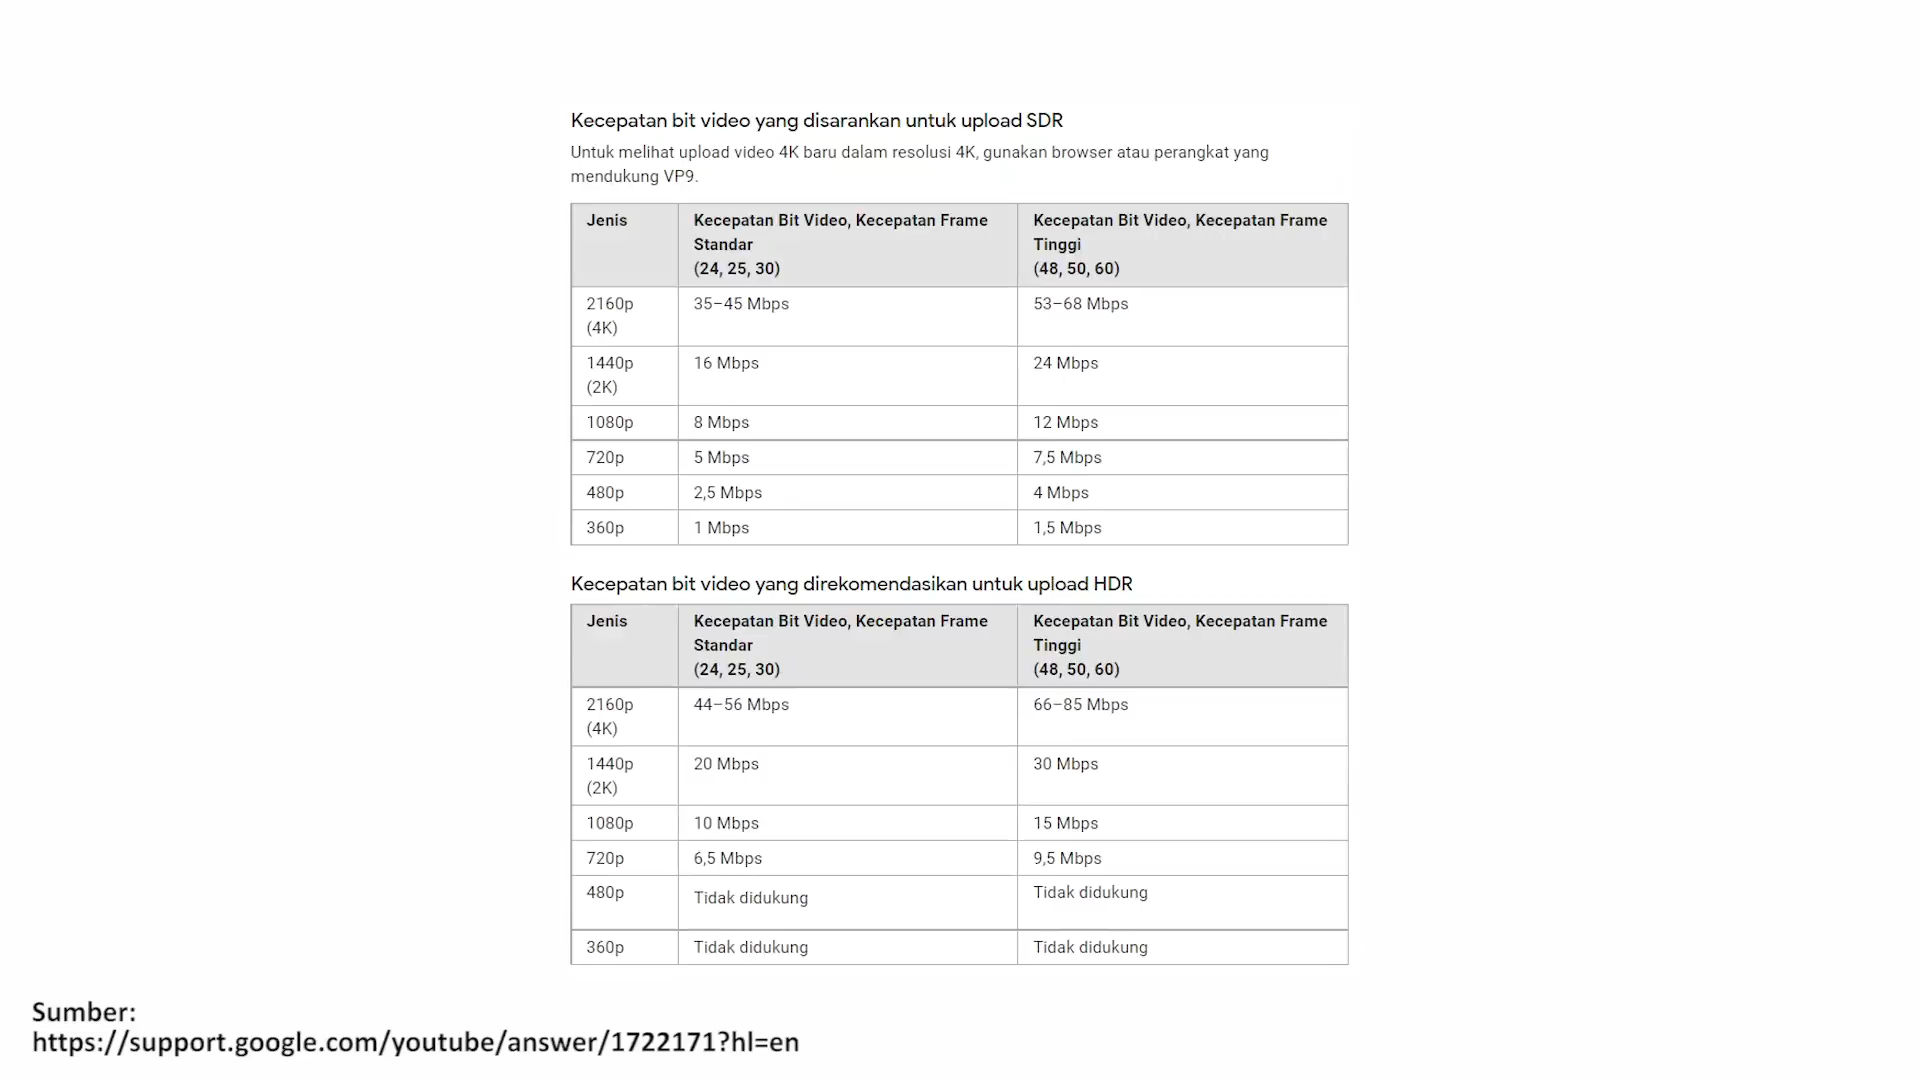 Kecepatan bit video yang disarankan untuk upload SDR
Untuk melihat upload video 4K baru dalam resolusi 4K, gunakan browser atau perangkat yang
mendukung VP9.
Jenis
Kecepatan Bit Video, Kecepatan Frame
Standar
(24, 25, 30)
Kecepatan Bit Video, Kecepatan Frame
Tinggi
(48, 50, 60)
2160p
(4K)
35–45 Mbps
53–68 Mbps
1440p
(2K)
16 Mbps
24 Mbps
1080p
8 Mbps
12 Mbps
720p
5 Mbps
7,5 Mbps
480p
2,5 Mbps
4 Mbps
360p
1 Mbps
1,5 Mbps
Kecepatan bit video yang direkomendasikan untuk upload HDR
Jenis
Kecepatan Bit Video, Kecepatan Frame
Standar
(24, 25, 30)
Kecepatan Bit Video, Kecepatan Frame
Tinggi
(48, 50, 60)
2160p
(4K)
44–56 Mbps
66–85 Mbps
1440p
(2K)
20 Mbps
30 Mbps
1080p
10 Mbps
15 Mbps
720p
6,5 Mbps
9,5 Mbps
480p
Tidak didukung
Tidak didukung
360p
Tidak didukung
Tidak didukung
Sumber:
https://support.google.com/youtube/answer/1722171?hl=en